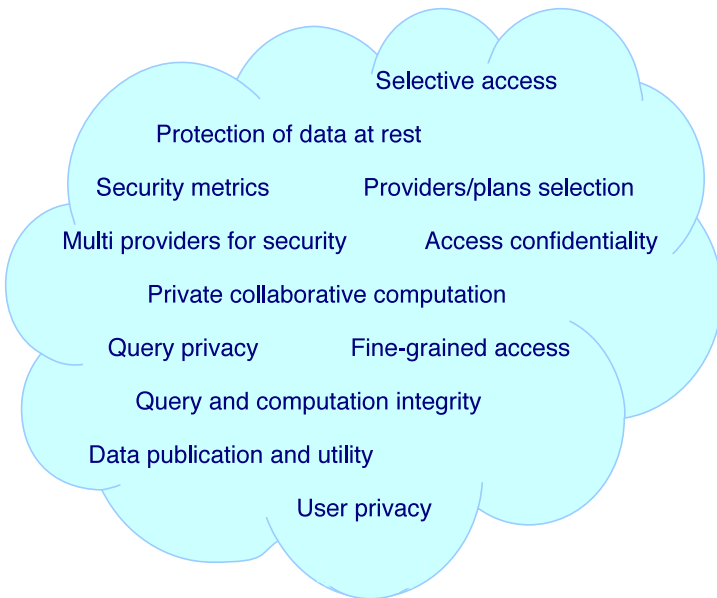 Selective access
Protection of data at rest
Security metrics
Providers/plans selection
Multi providers for security
Access confidentiality
Private collaborative computation
Query privacy
Fine-grained access
Query and computation integrity
Data publication and utility
User privacy